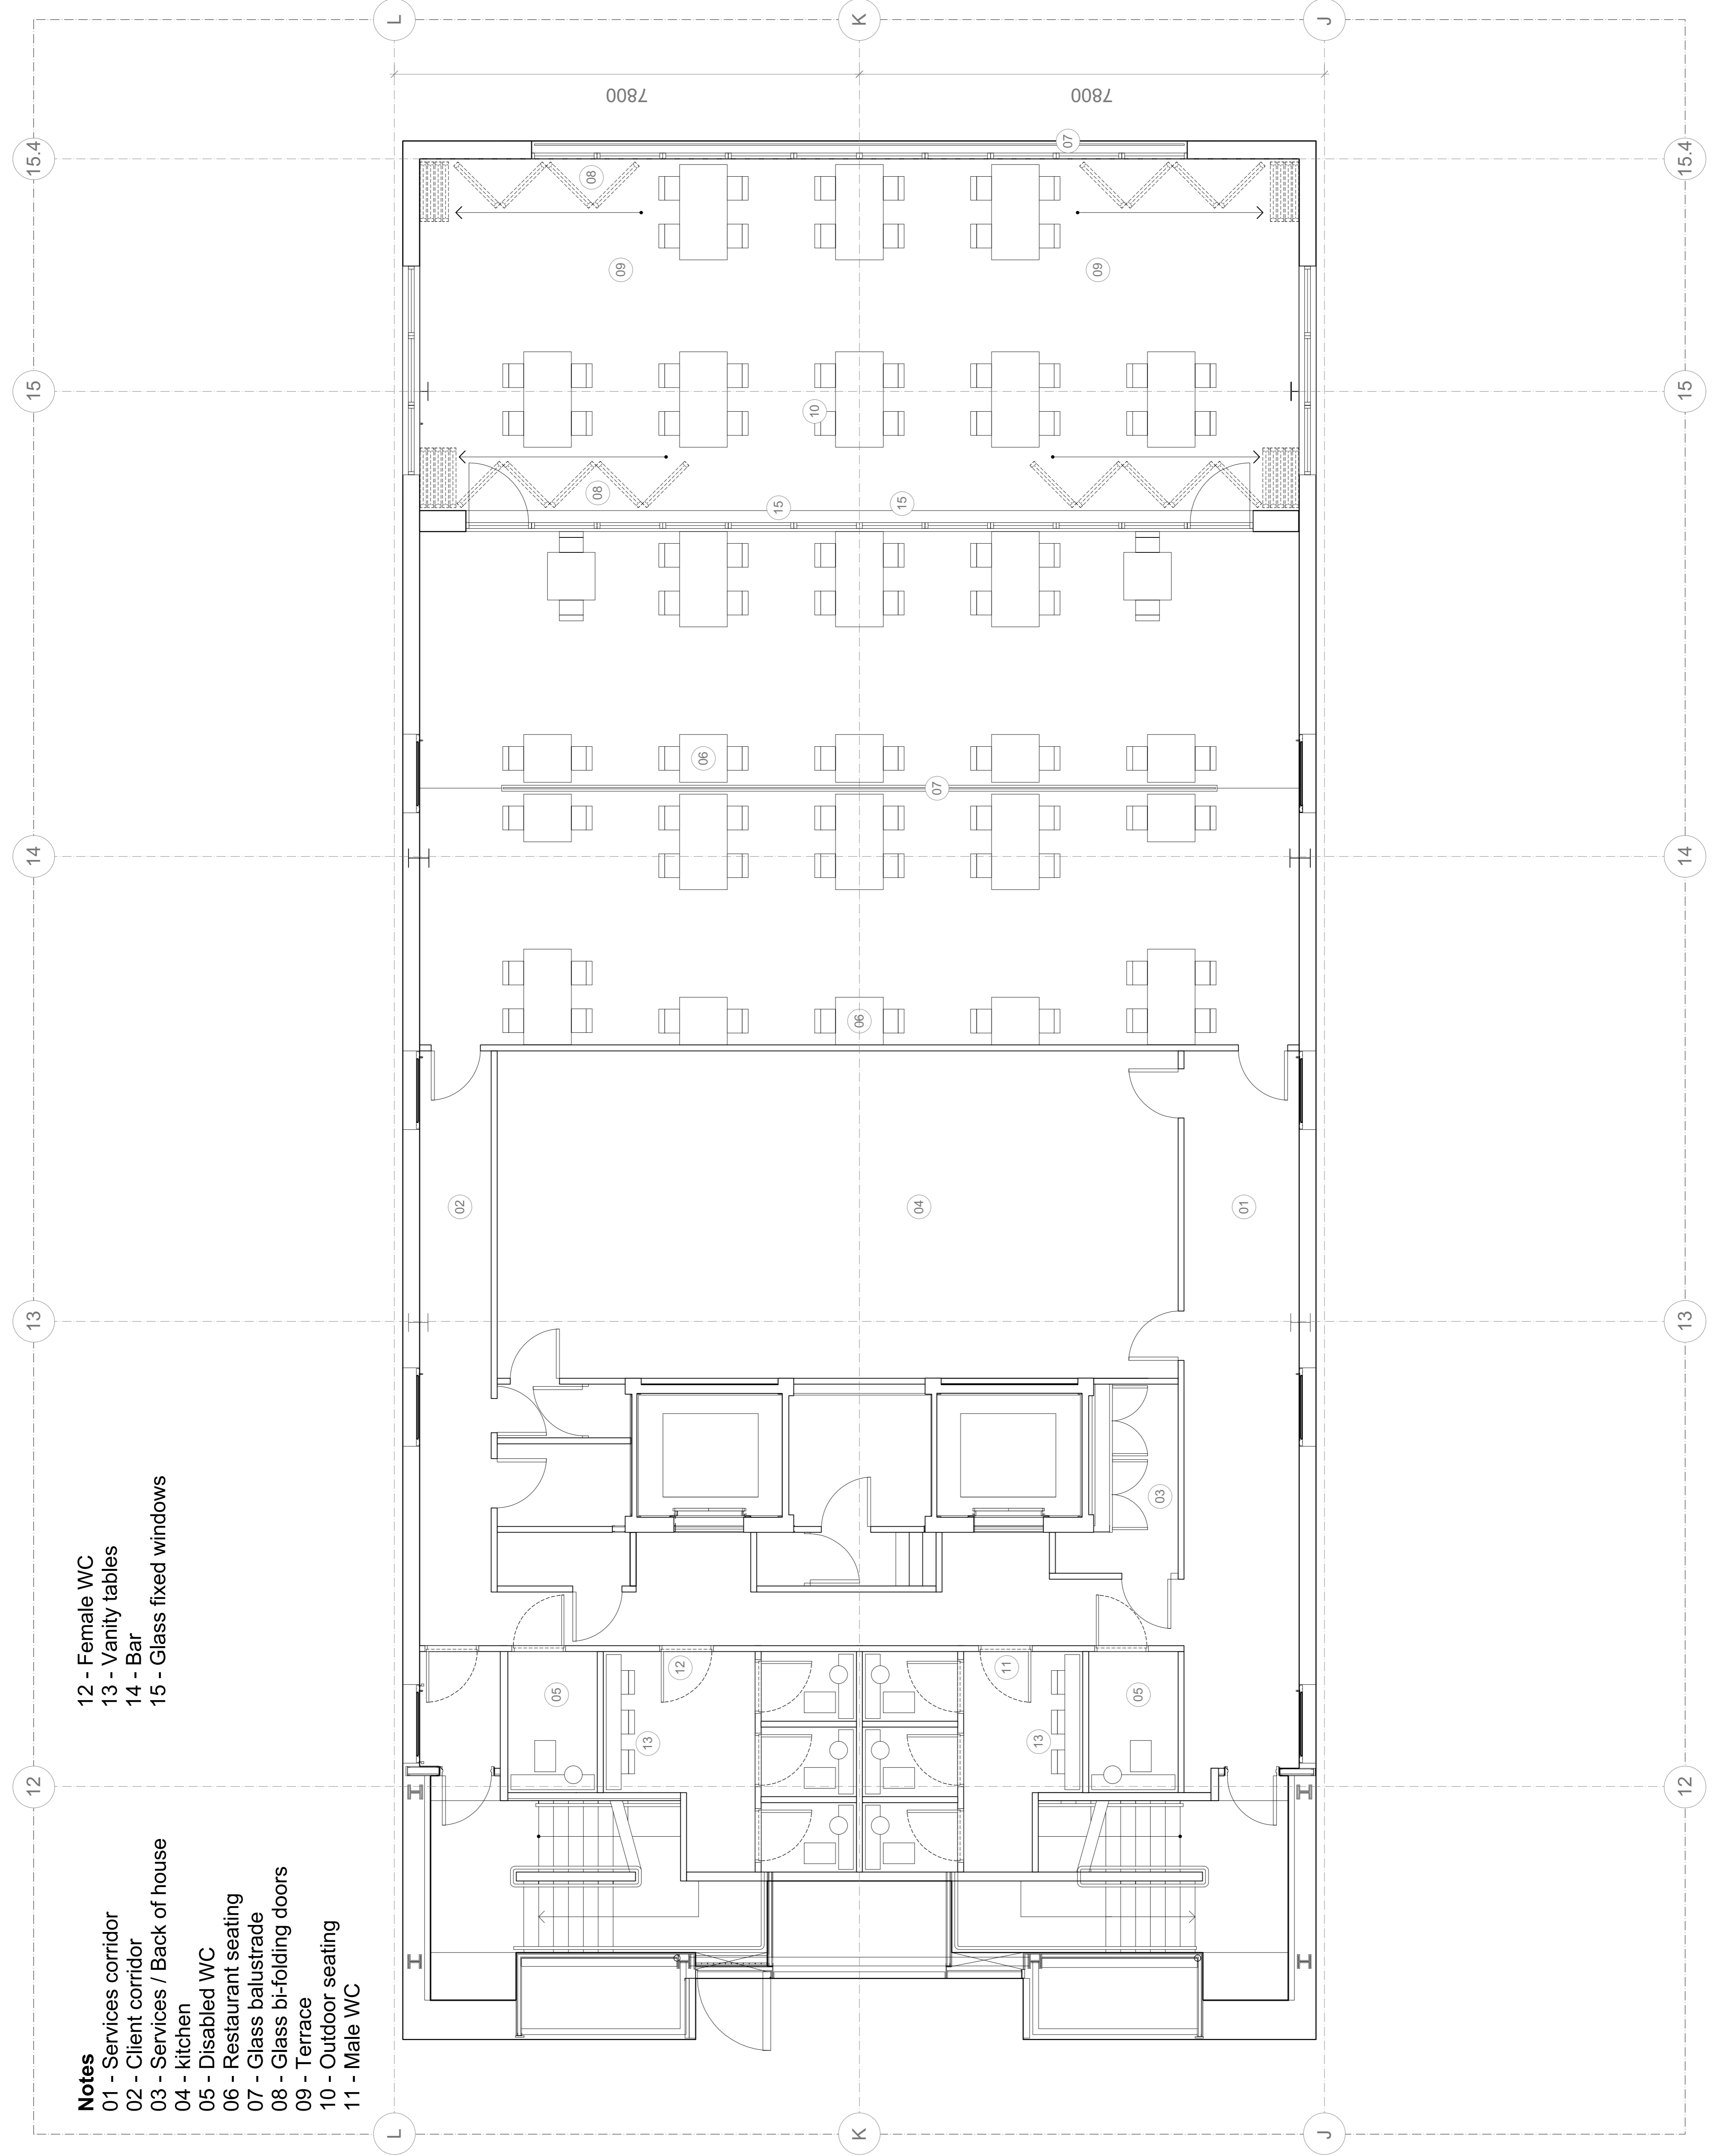 Notes
01 - Services corridor
02 - Client corridor
03 - Services / Back of house
04 - kitchen
05 - Disabled WC
06 - Restaurant seating
07 - Glass balustrade
08 - Glass bi-folding doors
09 - Terrace
10 - Outdoor seating
11 - Male WC
12 - Female WC
13 - Vanity tables
14 - Bar
15 - Glass fixed windows
12
13
14
15
15.4
L
L
K
K
J
J
7800
7800
12
13
14
15
15.4
02
05
13
12
08
08
09
06
06
10
15
15
07
07
04
11
13
05
03
01
09